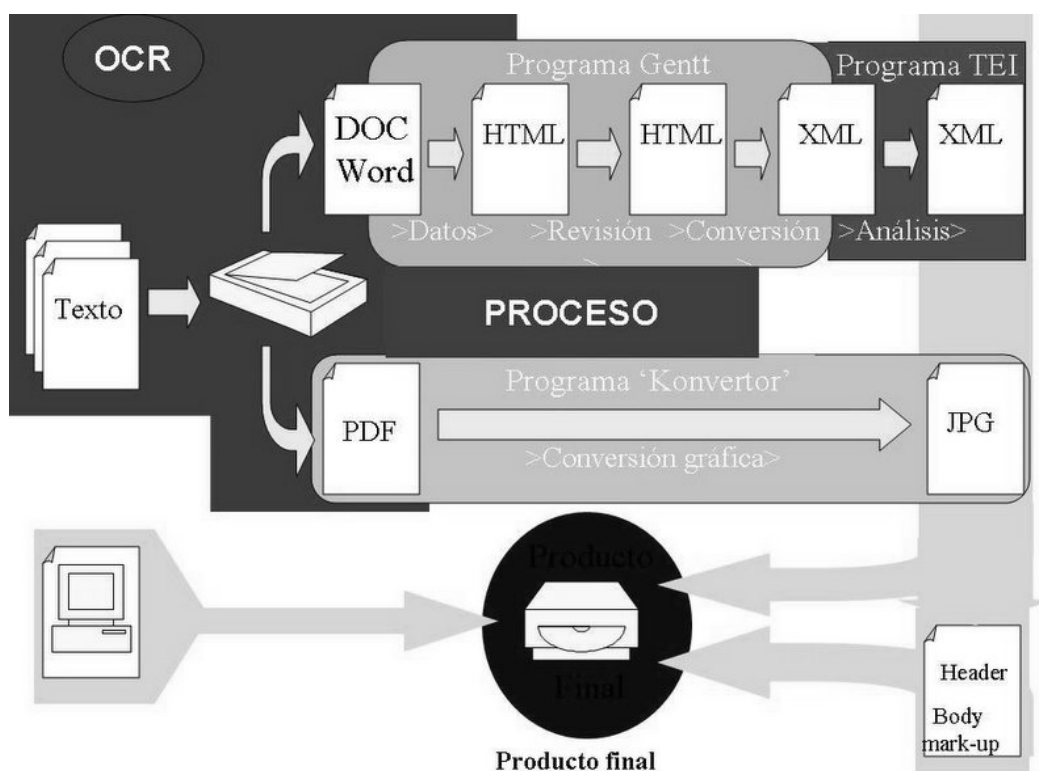 OCR
Programa Gentt
Programa TEI
DOC
Word
HTML
HTML
XML
XML
>Datos>
>Revisión
>
>Conversión
>
>Análisis>
Texto
PROCESO
Programa ‘Konvertor’
PDF
JPG
>Conversión gráfica>
Producto
Final
Header
Body
mark-up
Producto final